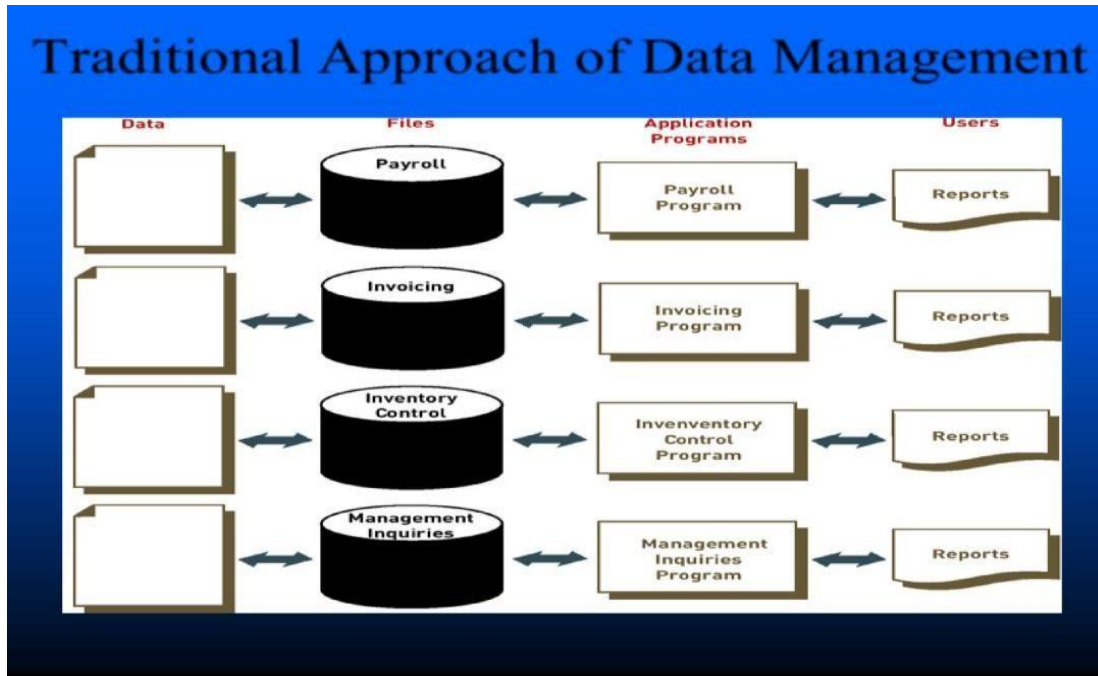 Traditional Approach of Data Management
Data
Files
Application
Programs
Users
Payroll
Payroll
Program
Reports
Invoicing
Invoicing
Program
Reports
Inventory
Control
Invenventory
Control
Program
Reports
Management
Inquiries
Management
Inquiries
Program
Reports